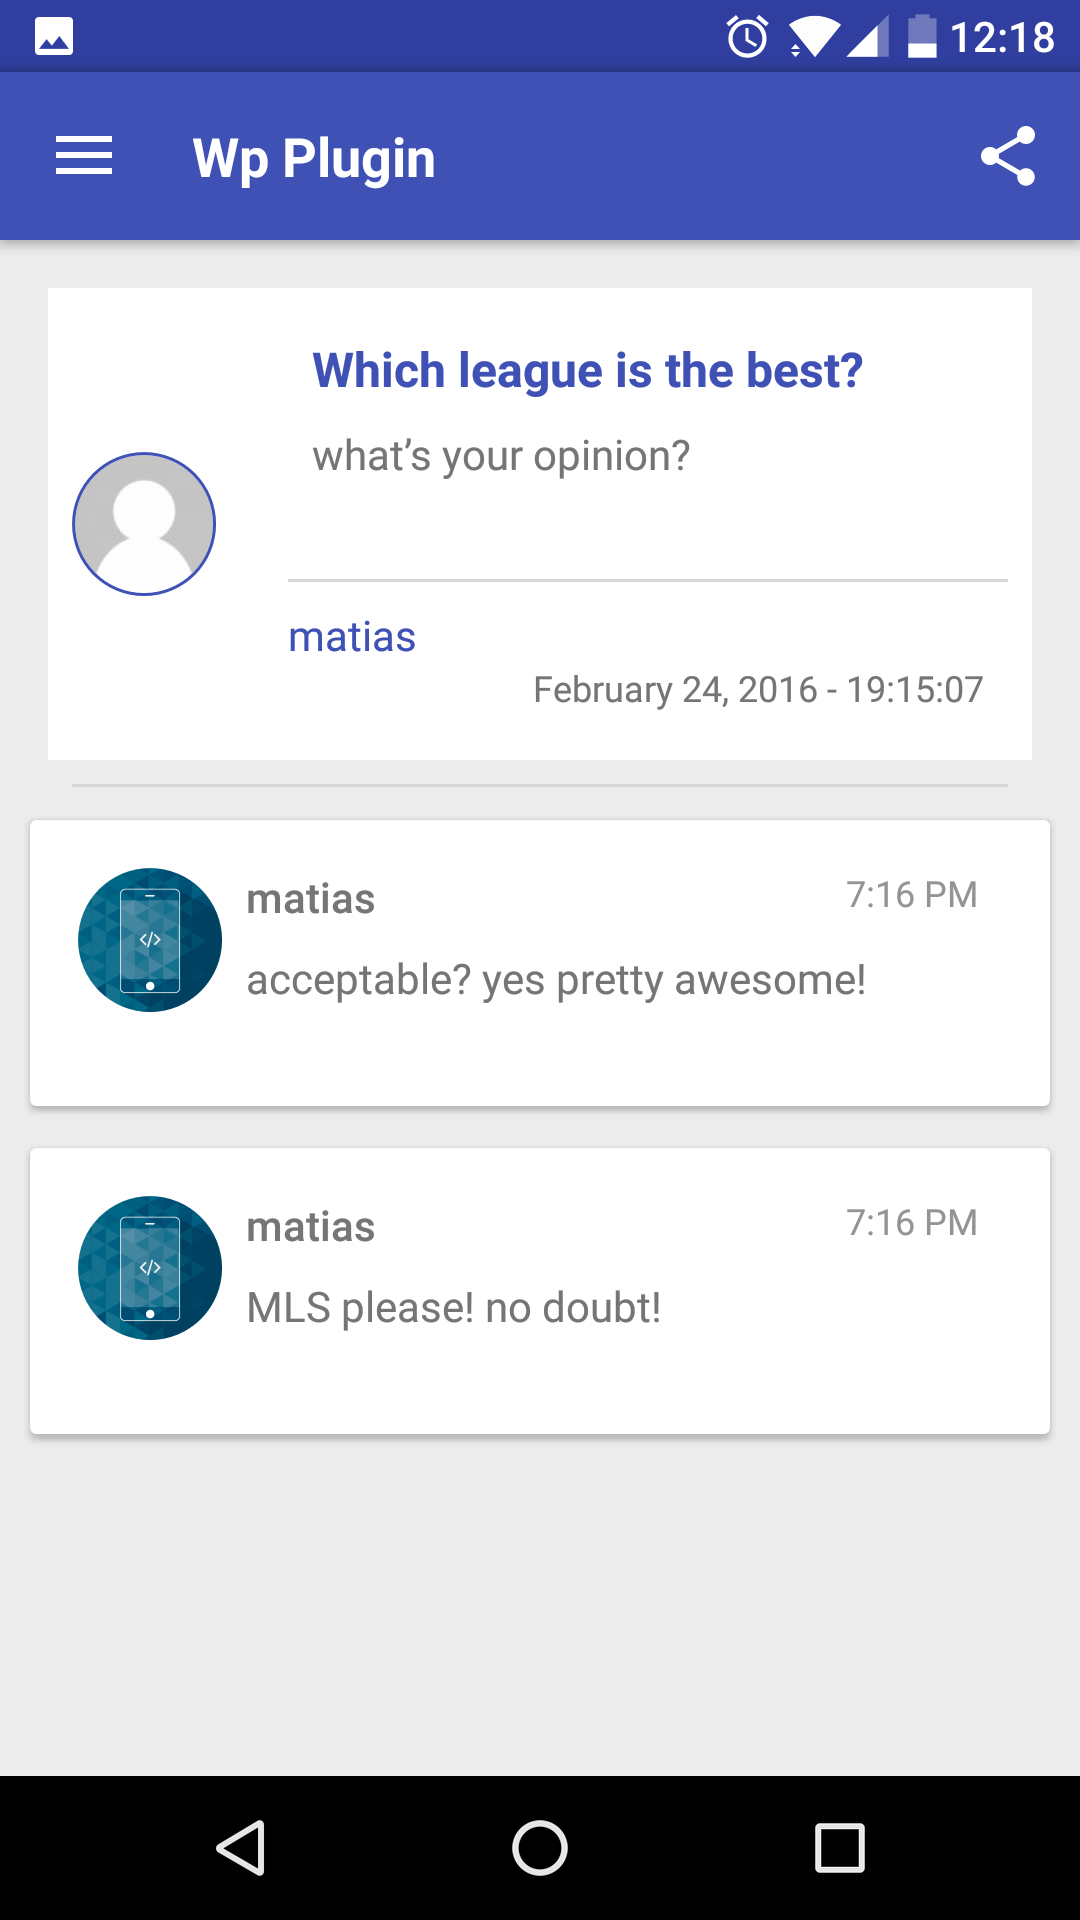 12:18
Wp Plugin
Which league is the best?
what’s your opinion?
matias
February 24, 2016 - 19:15:07
matias 7:16 PM
</>
acceptable? yes pretty awesome!
matias 7:16 PM
</>
MLS please! no doubt!